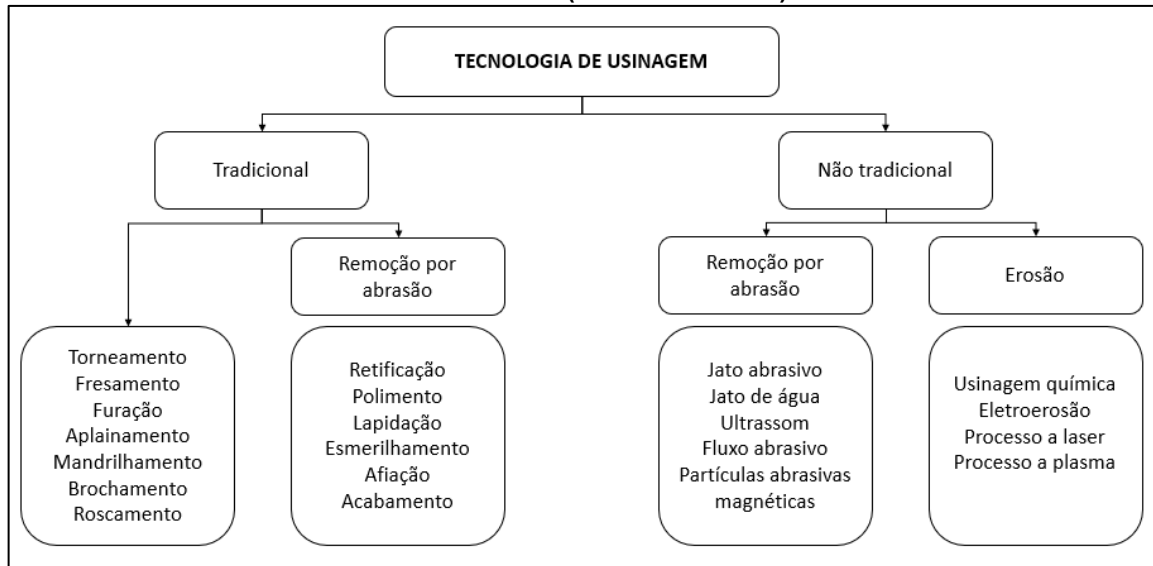 TECNOLOGIA DE USINAGEM
Tradicional
Não tradicional
Remoção por
abrasão
Remoção por
abrasão
Erosão
Torneamento
Fresamento
Furação
Aplainamento
Mandrilhamento
Brochamento
Roscamento
Retificação
Polimento
Lapidação
Esmerilhamento
Afiação
Acabamento
Jato abrasivo
Jato de água
Ultrassom
Fluxo abrasivo
Partículas abrasivas
magnéticas
Usinagem química
Eletroerosão
Processo a laser
Processo a plasma